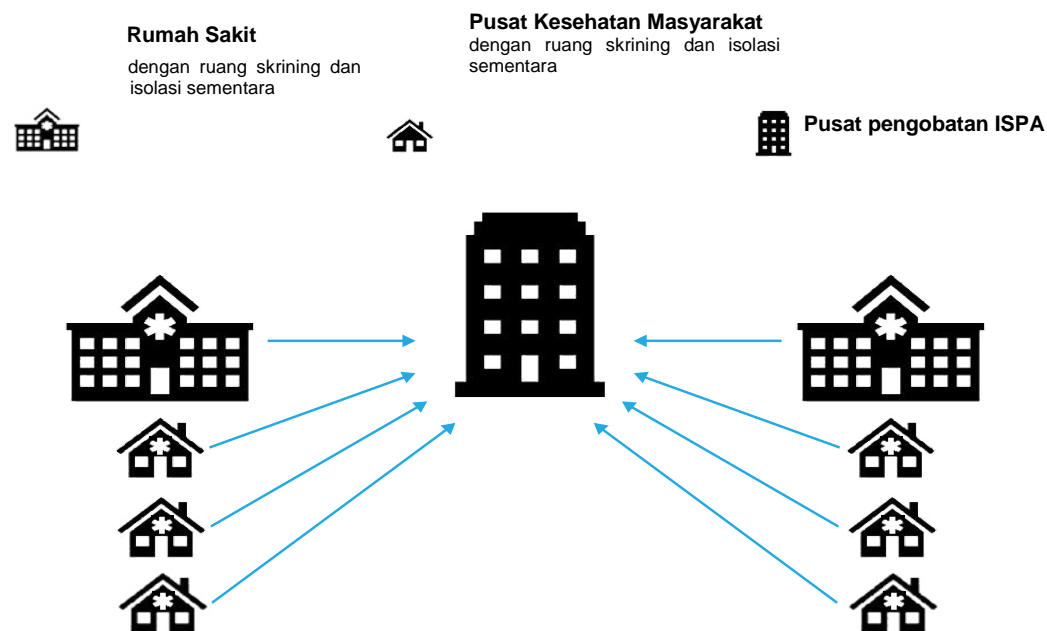 Rumah Sakit
dengan ruang skrining dan
isolasi sementara
Pusat Kesehatan Masyarakat
dengan ruang skrining dan isolasi
sementara
Pusat pengobatan ISPA